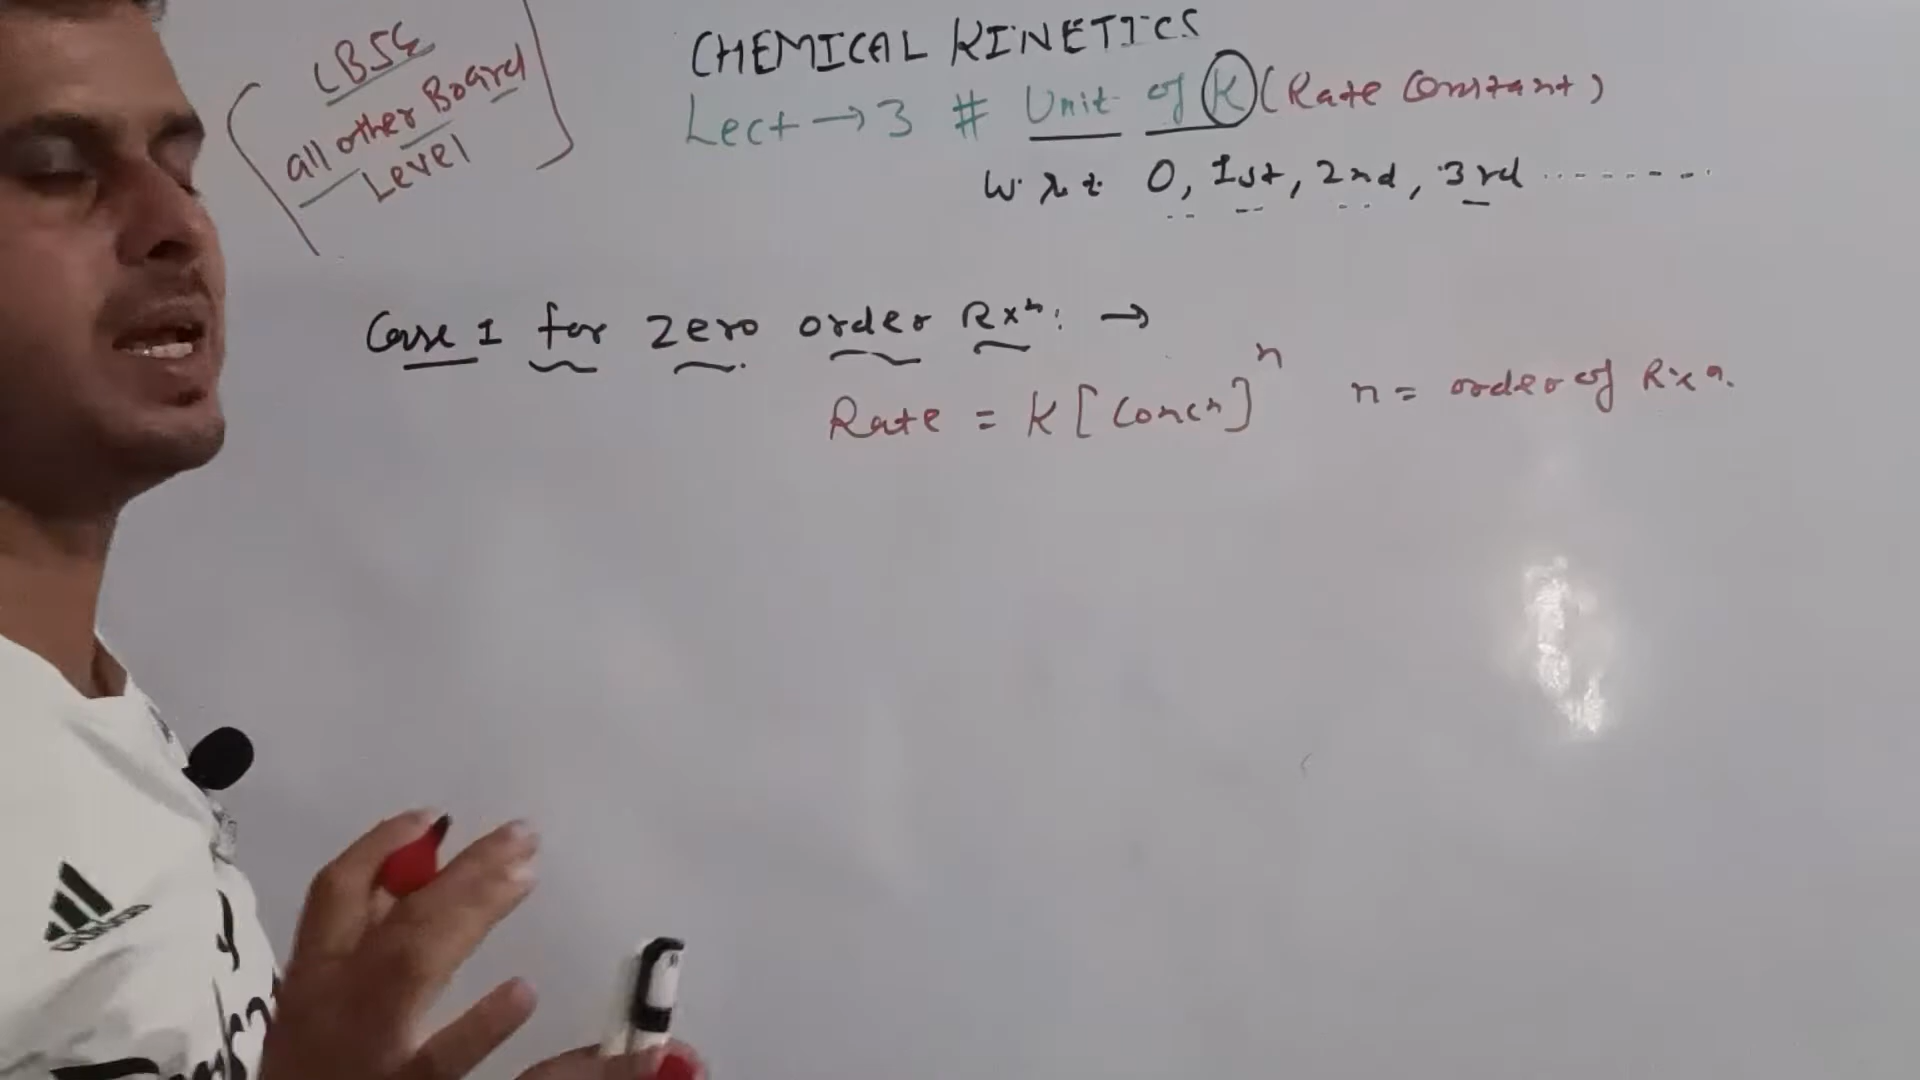 CBSE
all other Board
Level
CHEMICAL KINETICS
Lect → 3 # Unit of K (Rate Constant)
w.r.t. 0, 1st, 2nd, 3rd ........
Case 1 for zero order Rxn: →
Rate = K [Concn]ⁿ n = order of Rxn.